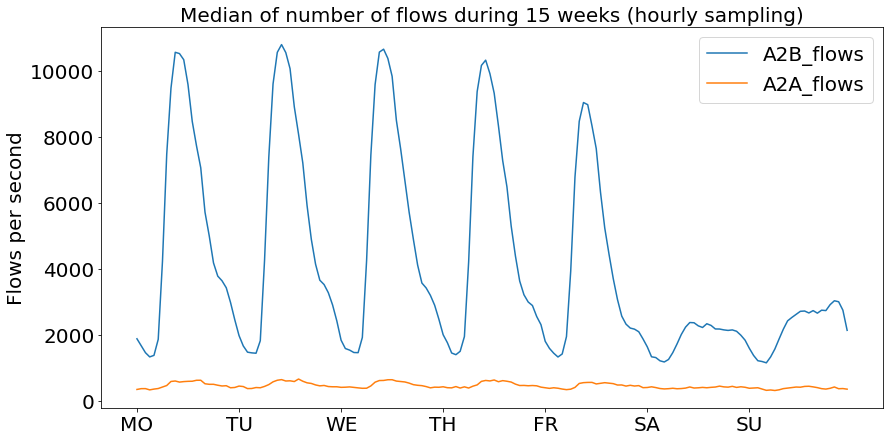 Median of number of flows during 15 weeks (hourly sampling)
A2B_flows
A2A_flows
Flows per second
10000
8000
6000
4000
2000
0
MO TU WE TH FR SA SU